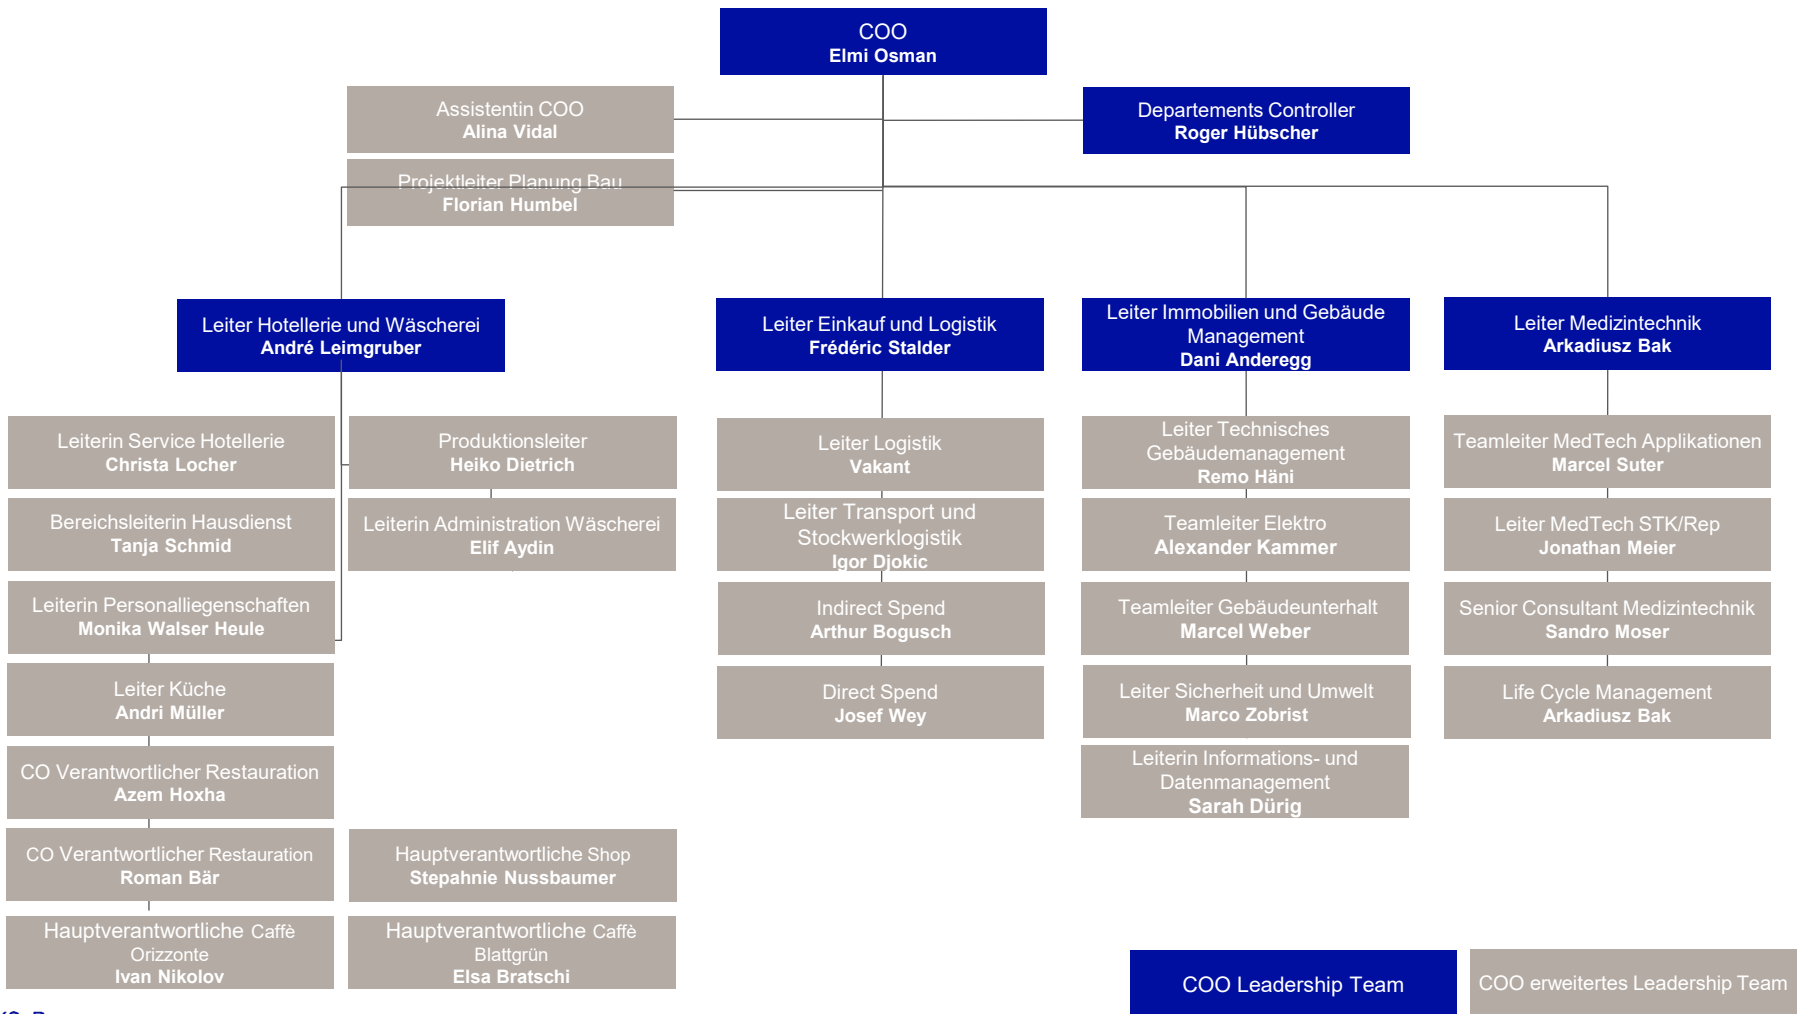 COO
Elmi Osman
Assistentin COO
Alina Vidal
Departements Controller
Roger Hübscher
Projektleiter Planung Bau
Florian Humbel
Leiter Hotellerie und Wäscherei
André Leimgruber
Leiter Einkauf und Logistik
Frédéric Stalder
Leiter Immobilien und Gebäude
Management
Dani Anderegg
Leiter Medizintechnik
Arkadiusz Bak
Leiterin Service Hotellerie
Christa Locher
Produktionsleiter
Heiko Dietrich
Leiter Logistik
Vakant
Leiter Technisches
Gebäudemanagement
Remo Häni
Teamleiter MedTech Applikationen
Marcel Suter
Bereichsleiterin Hausdienst
Tanja Schmid
Leiterin Administration Wäscherei
Elif Aydin
Leiter Transport und
Stockwerklogistik
Igor Djokic
Teamleiter Elektro
Alexander Kammer
Leiter MedTech STK/Rep
Jonathan Meier
Leiterin Personalliegenschaften
Monika Walser Heule
Indirect Spend
Arthur Bogusch
Teamleiter Gebäudeunterhalt
Marcel Weber
Senior Consultant Medizintechnik
Sandro Moser
Leiter Küche
Andri Müller
Direct Spend
Josef Wey
Leiter Sicherheit und Umwelt
Marco Zobrist
Life Cycle Management
Arkadiusz Bak
CO Verantwortlicher Restauration
Azem Hoxha
Leiterin Informations- und
Datenmanagement
Sarah Dürig
CO Verantwortlicher Restauration
Roman Bär
Hauptverantwortliche Shop
Stepahnie Nussbaumer
Hauptverantwortliche Caffè
Orizzonte
Ivan Nikolov
Hauptverantwortliche Caffè
Blattgrün
Elsa Bratschi
COO Leadership Team
COO erweitertes Leadership Team